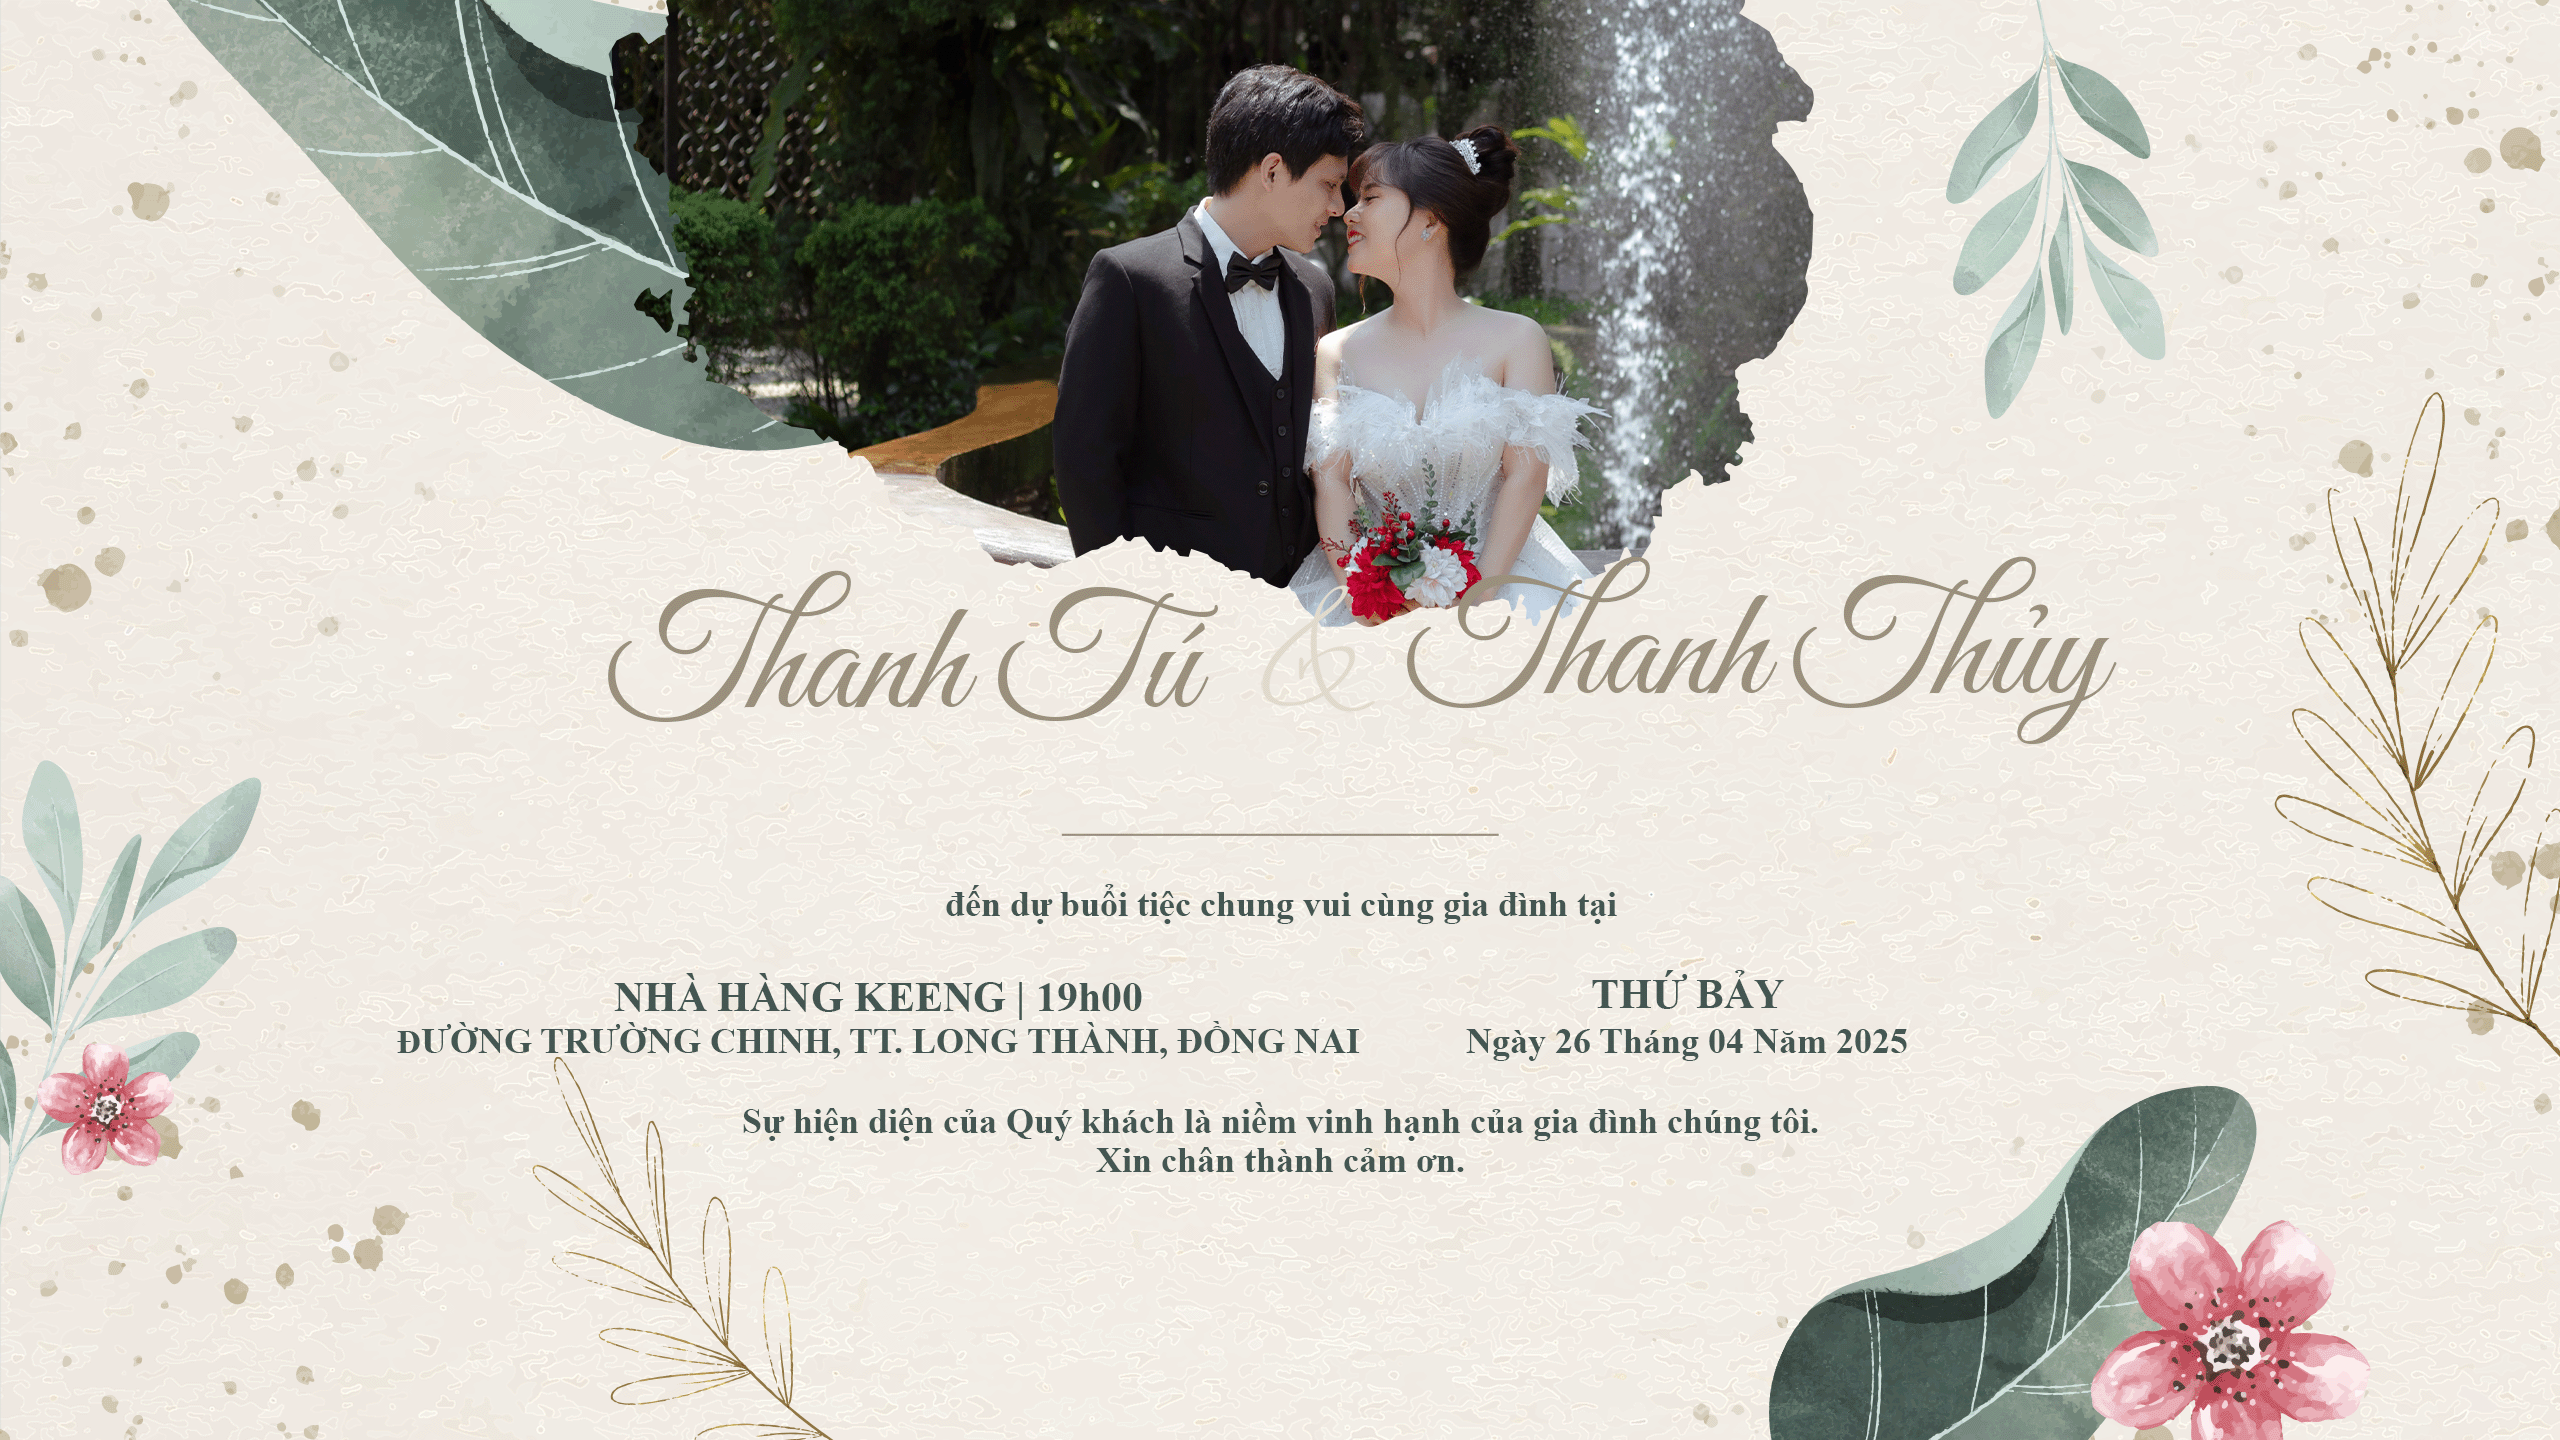 Thanh Tú & Thanh Thủy
đến dự buổi tiệc chung vui cùng gia đình tại
NHÀ HÀNG KEENG | 19h00
ĐƯỜNG TRƯỜNG CHINH, TT. LONG THÀNH, ĐỒNG NAI
THỨ BẢY
Ngày 26 Tháng 04 Năm 2025
Sự hiện diện của Quý khách là niềm vinh hạnh của gia đình chúng tôi.
Xin chân thành cảm ơn.